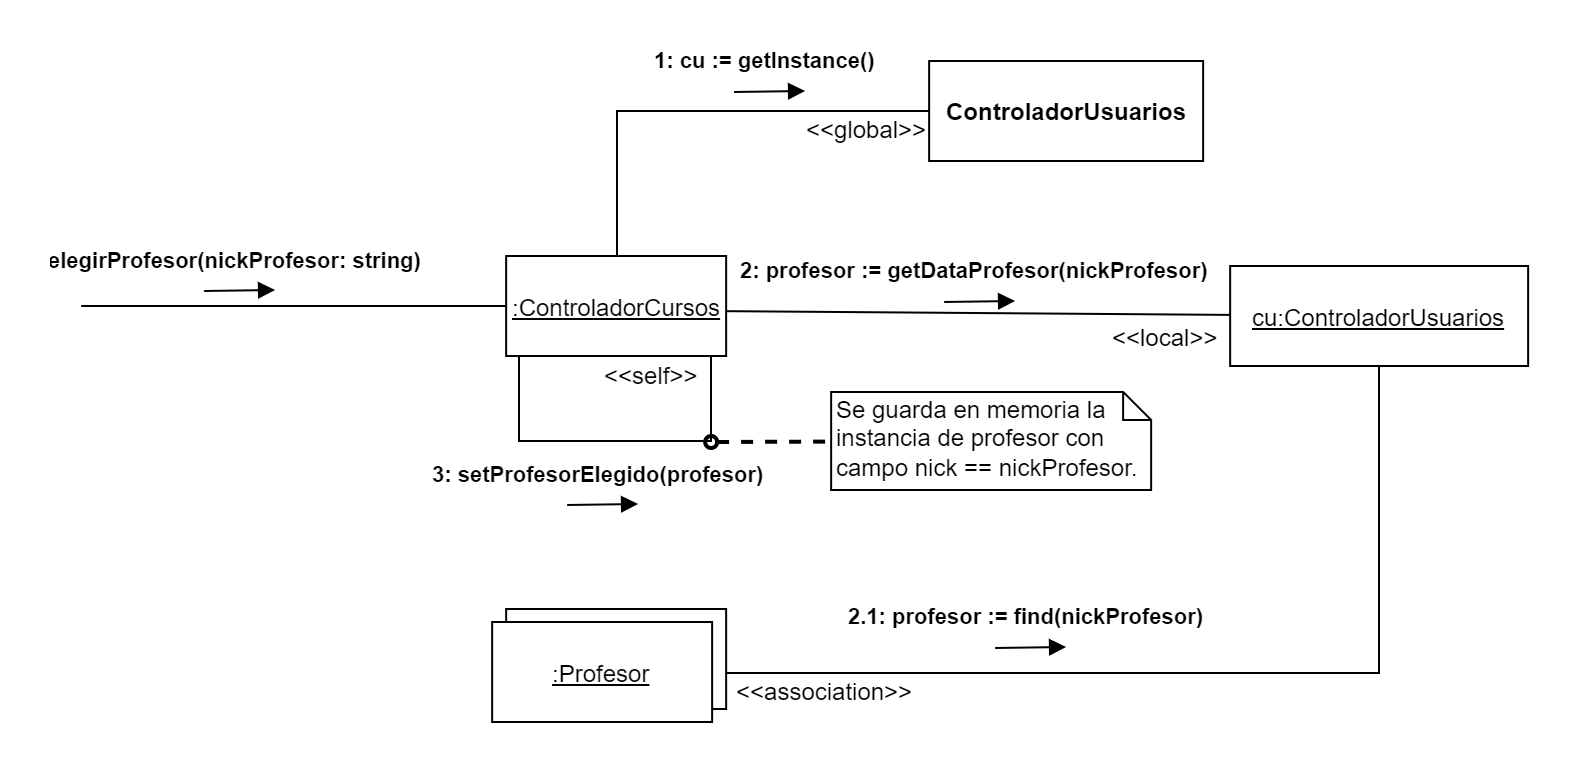 1: cu := getInstance()
ControladorUsuarios
<<global>>
elegirProfesor(nickProfesor: string)
:ControladorCursos
2: profesor := getDataProfesor(nickProfesor)
cu:ControladorUsuarios
<<local>>
<<self>>
Se guarda en memoria la
instancia de profesor con
campo nick == nickProfesor.
3: setProfesorElegido(profesor)
2.1: profesor := find(nickProfesor)
:Profesor
<<association>>